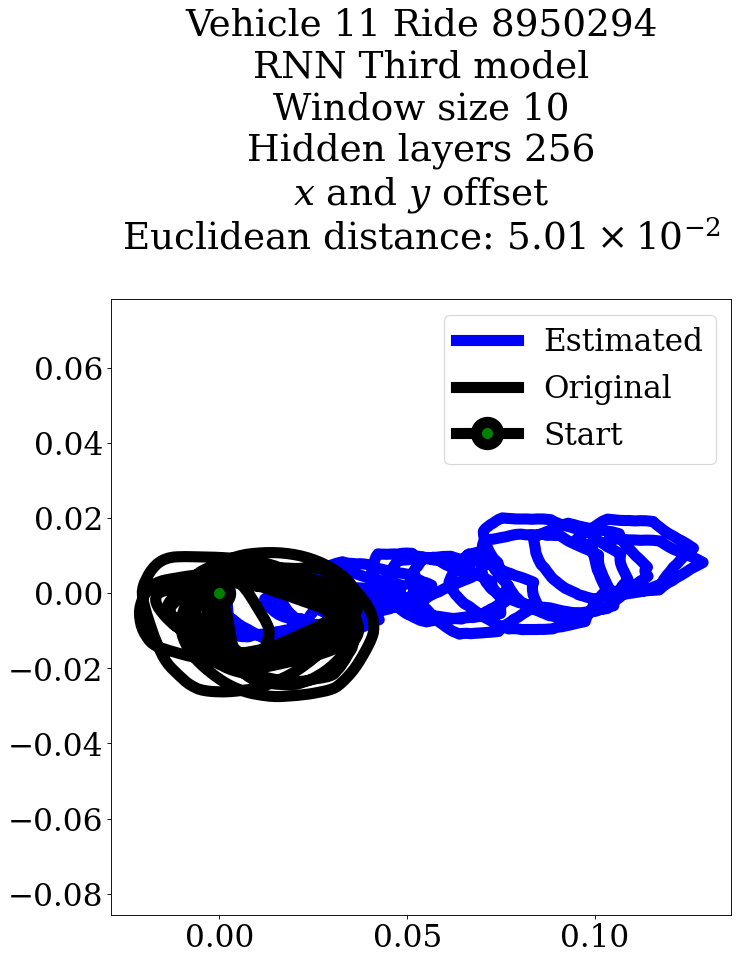 Vehicle 11 Ride 8950294
RNN Third model
Window size 10
Hidden layers 256
x and y offset
Euclidean distance: 5.01 × 10⁻²
Estimated
Original
Start
0.06
0.04
0.02
0.00
−0.02
−0.04
−0.06
−0.08
0.00 0.05 0.10